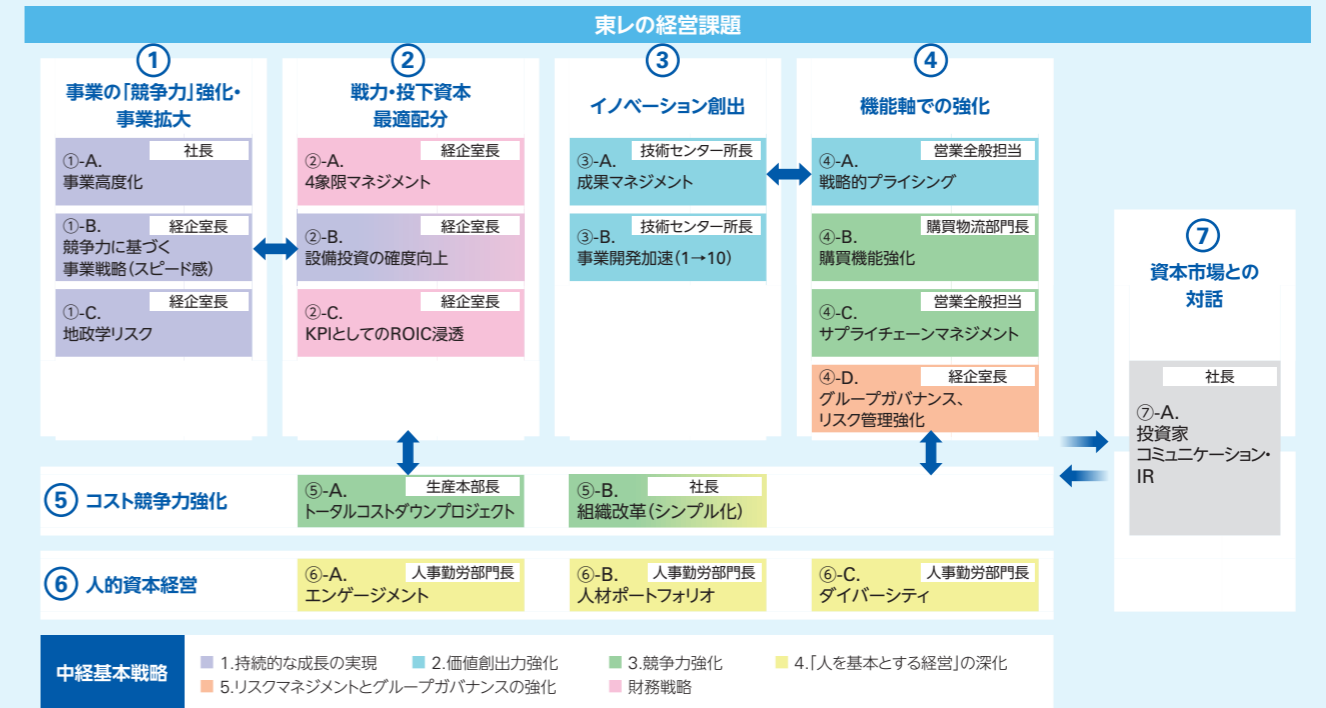 東レの経営課題
①
事業の「競争力」強化・
事業拡大
①-A.
社長
事業高度化
①-B.
経企室長
競争力に基づく
事業戦略(スピード感)
①-C.
経企室長
地政学リスク
②
戦力・投下資本
最適配分
②-A.
経企室長
4象限マネジメント
②-B.
経企室長
設備投資の確度向上
②-C.
経企室長
KPIとしてのROIC浸透
③
イノベーション創出
③-A.
技術センター所長
成果マネジメント
③-B.
技術センター所長
事業開発加速(1→10)
④
機能軸での強化
④-A.
営業全般担当
戦略的プライシング
④-B.
購買物流部門長
購買機能強化
④-C.
営業全般担当
サプライチェーンマネジメント
④-D.
経企室長
グループガバナンス、
リスク管理強化
⑤ コスト競争力強化
⑤-A.
生産本部長
トータルコストダウンプロジェクト
⑤-B.
社長
組織改革(シンプル化)
⑥ 人的資本経営
⑥-A.
人事勤労部門長
エンゲージメント
⑥-B.
人事勤労部門長
人材ポートフォリオ
⑥-C.
人事勤労部門長
ダイバーシティ
⑦
資本市場との
対話
社長
⑦-A.
投資家
コミュニケーション・
IR
中経基本戦略
1.持続的な成長の実現
2.価値創出力強化
3.競争力強化
4.「人を基本とする経営」の深化
5.リスクマネジメントとグループガバナンスの強化
財務戦略